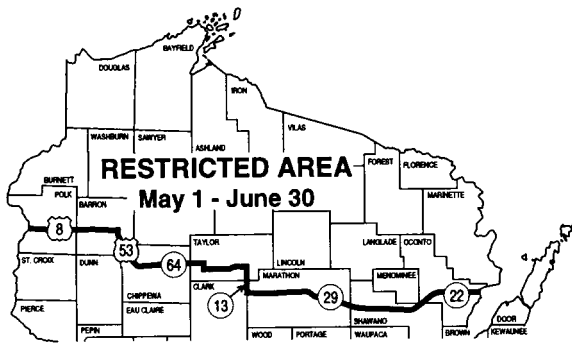 BAYFIELD
DOUGLAS
IRON
VILAS
WASHBURN
SAWYER
ASHLAND
FOREST
FLORENCE
RESTRICTED AREA
May 1 - June 30
BURNETT
POLK
BARRON
MARINETTE
8
53
TAYLOR
LINCOLN
LANGLADE
OCONTO
ST. CROIX
DUNN
64
CLARK
MARATHON
MENOMINEE
CHIPPEWA
13
29
22
PIERCE
EAU CLAIRE
SHAWANO
DOOR
PEPIN
WOOD
PORTAGE
WAUPACA
BROWN
KEWAUNEE